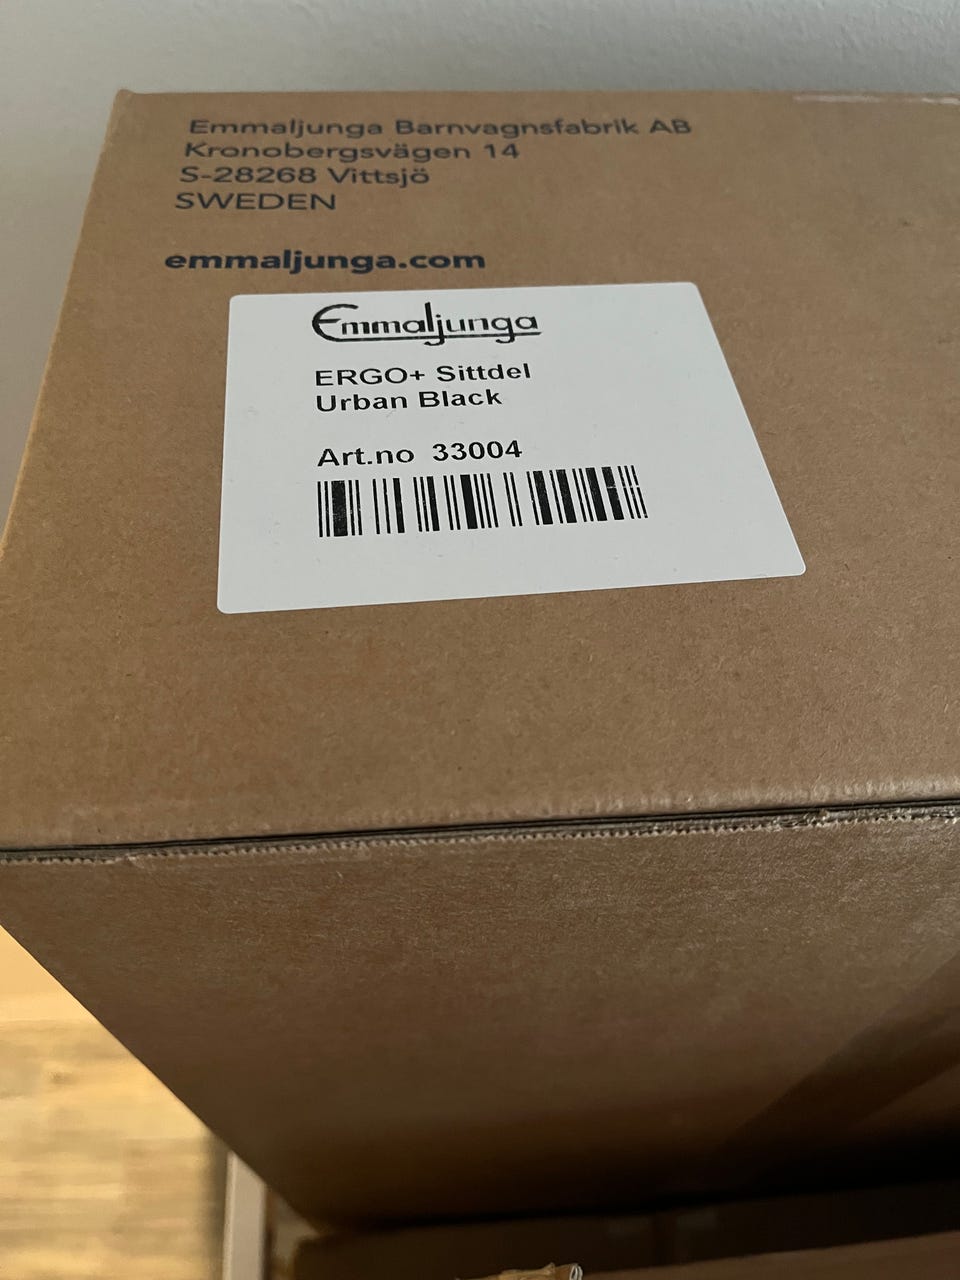 Emmaljunga Barnvagnsfabrik AB
Kronobergsvägen 14
S-28268 Vittsjö
SWEDEN
emmaljunga.com
Emmaljunga
ERGO+ Sittdel
Urban Black
Art.no 33004